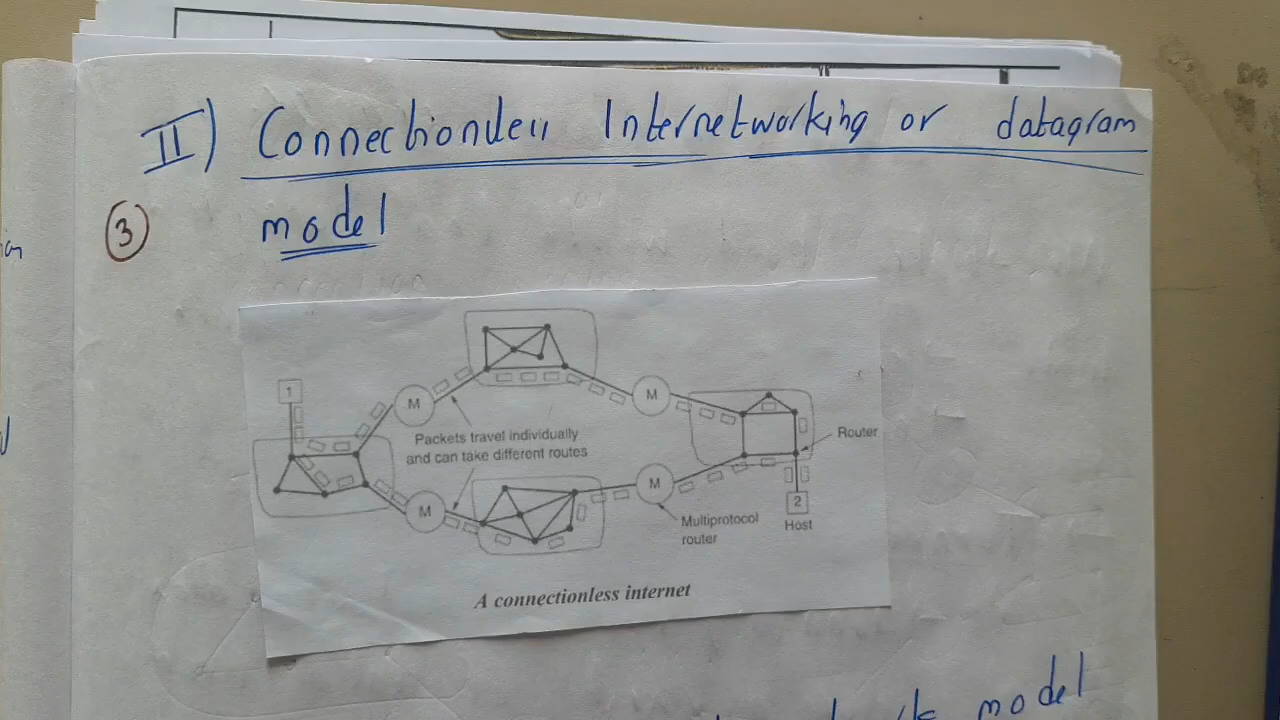 II) Connectionless Internetworking or datagram
③ model
1
M
M
Packets travel individually
and can take different routes
Router
M
M
2
Host
Multiprotocol
router
A connectionless internet
model